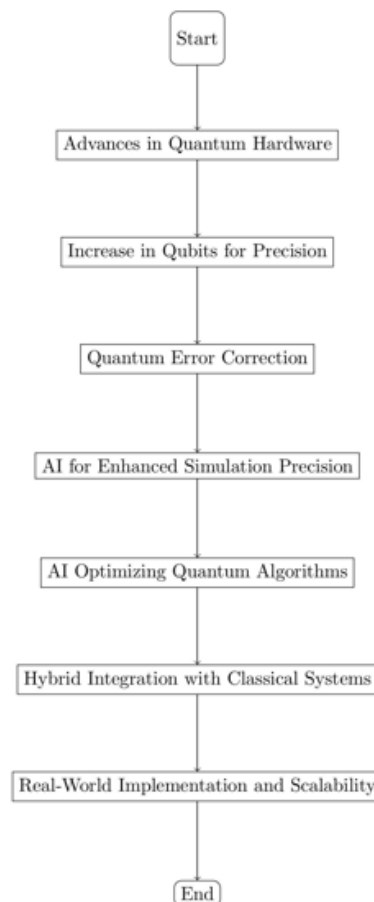 Start
Advances in Quantum Hardware
Increase in Qubits for Precision
Quantum Error Correction
AI for Enhanced Simulation Precision
AI Optimizing Quantum Algorithms
Hybrid Integration with Classical Systems
Real-World Implementation and Scalability
End